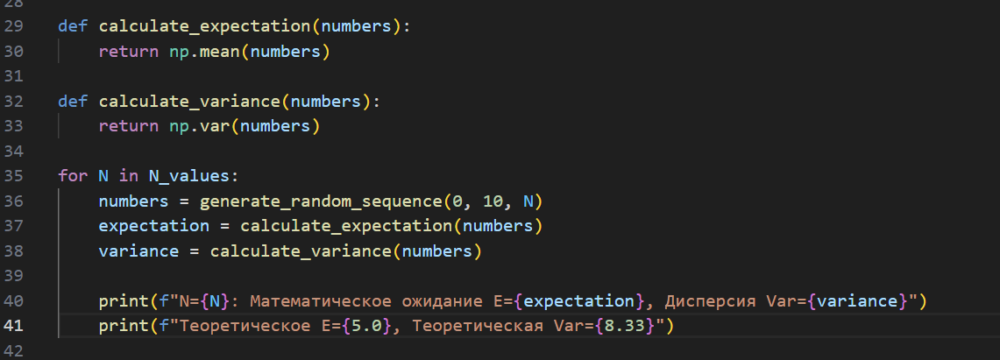 28
29 def calculate_expectation(numbers):
30     return np.mean(numbers)
31
32 def calculate_variance(numbers):
33     return np.var(numbers)
34
35 for N in N_values:
36     numbers = generate_random_sequence(0, 10, N)
37     expectation = calculate_expectation(numbers)
38     variance = calculate_variance(numbers)
39
40     print(f"N={N}: Математическое ожидание E={expectation}, Дисперсия Var={variance}")
41     print(f"Теоретическое E={5.0}, Теоретическая Var={8.33}")
42